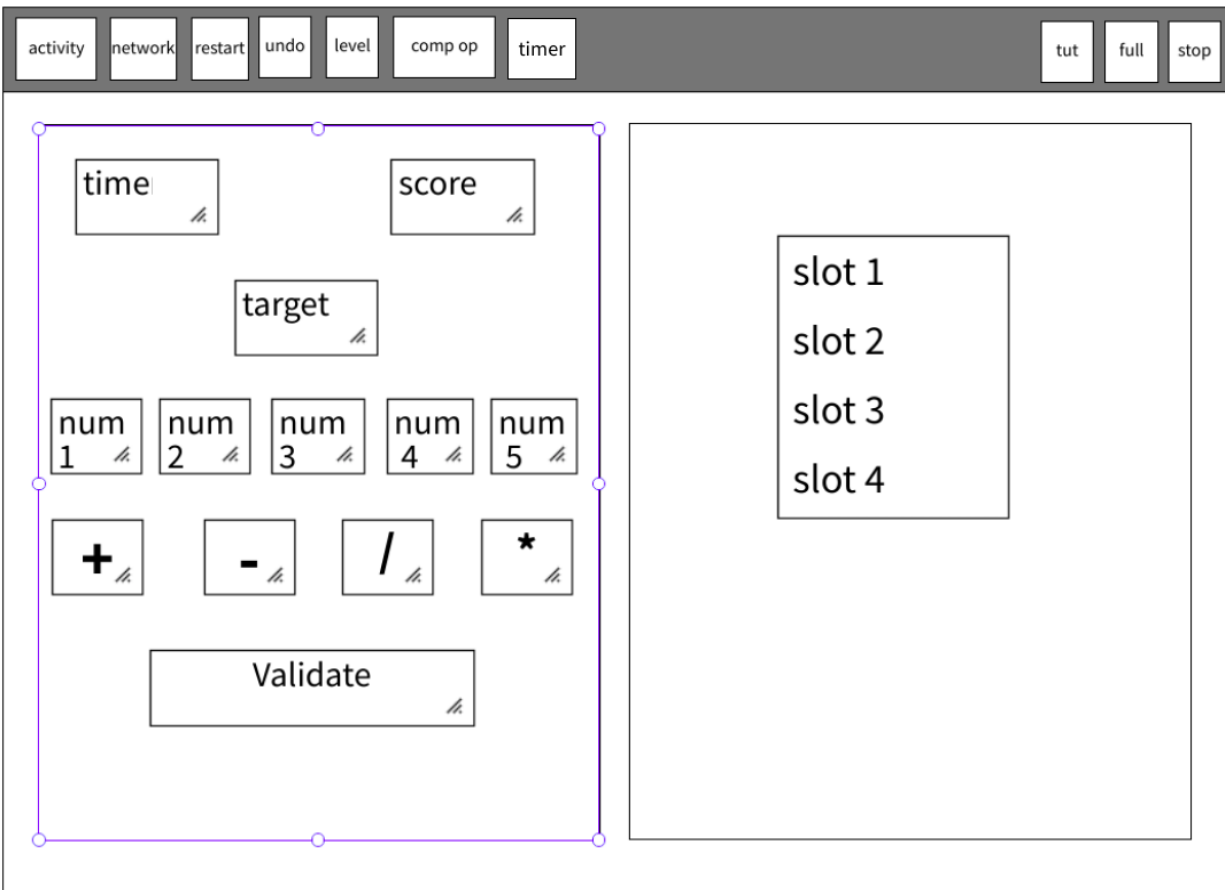 activity network restart undo level comp op timer tut full stop
time score
target
num num num num num
1 2 3 4 5
+ - / *
Validate
slot 1
slot 2
slot 3
slot 4